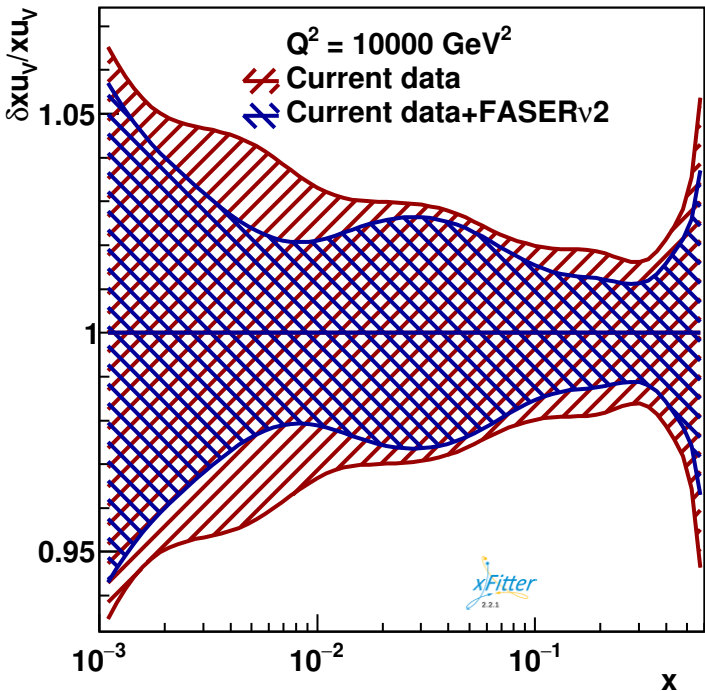 δxu_V/xu_V
Q² = 10000 GeV²
Current data
Current data+FASERν2
1.05
1
0.95
xFitter
2.2.1
10⁻³
10⁻²
10⁻¹
x